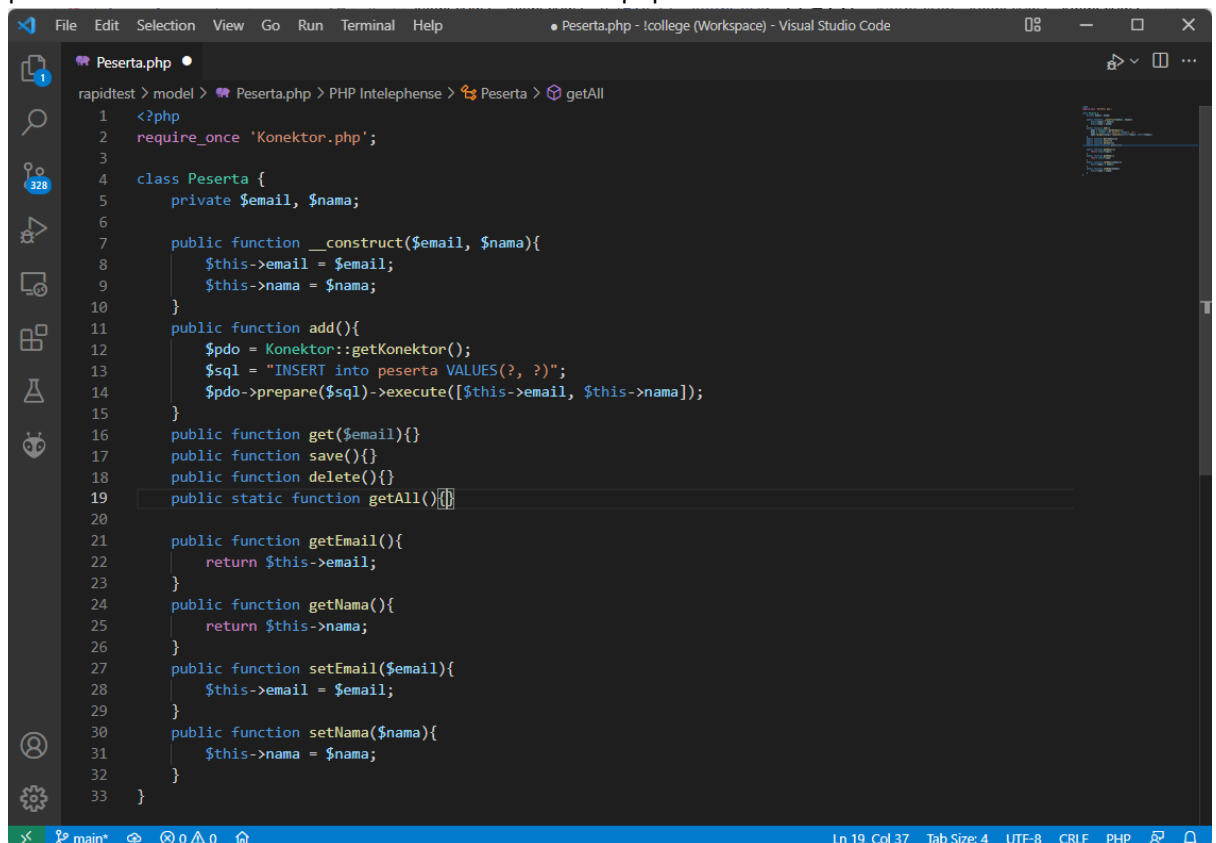 File Edit Selection View Go Run Terminal Help ● Peserta.php - !college (Workspace) - Visual Studio Code
Peserta.php ●
1
rapidtest > model > Peserta.php > PHP Intelephense > Peserta > getAll
1 <?php
2 require_once 'Konektor.php';
3
4 class Peserta {
5 private $email, $nama;
6
7 public function __construct($email, $nama){
8 $this->email = $email;
9 $this->nama = $nama;
10 }
11 public function add(){
12 $pdo = Konektor::getKonektor();
13 $sql = "INSERT into peserta VALUES(?, ?)";
14 $pdo->prepare($sql)->execute([$this->email, $this->nama]);
15 }
16 public function get($email){}
17 public function save(){}
18 public function delete(){}
19 public static function getAll(){}
20
21 public function getEmail(){
22 return $this->email;
23 }
24 public function getNama(){
25 return $this->nama;
26 }
27 public function setEmail($email){
28 $this->email = $email;
29 }
30 public function setNama($nama){
31 $this->nama = $nama;
32 }
33 }
328
main* 0 0 Ln 19, Col 37 Tab Size: 4 UTF-8 CRLF PHP